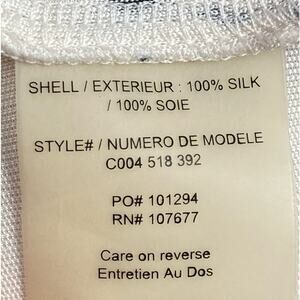 SHELL / EXTERIEUR : 100% SILK
/ 100% SOIE
STYLE# / NUMERO DE MODELE
C004 518 392
PO# 101294
RN# 107677
Care on reverse
Entretien Au Dos